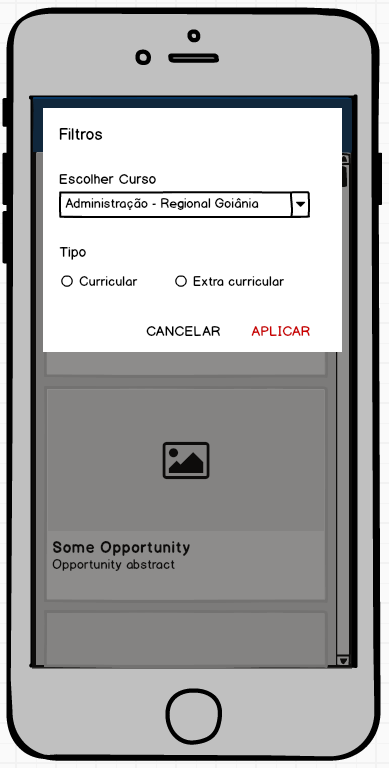 Filtros
Escolher Curso
Administração - Regional Goiânia
Tipo
Curricular Extra curricular
CANCELAR APLICAR
Some Opportunity
Opportunity abstract